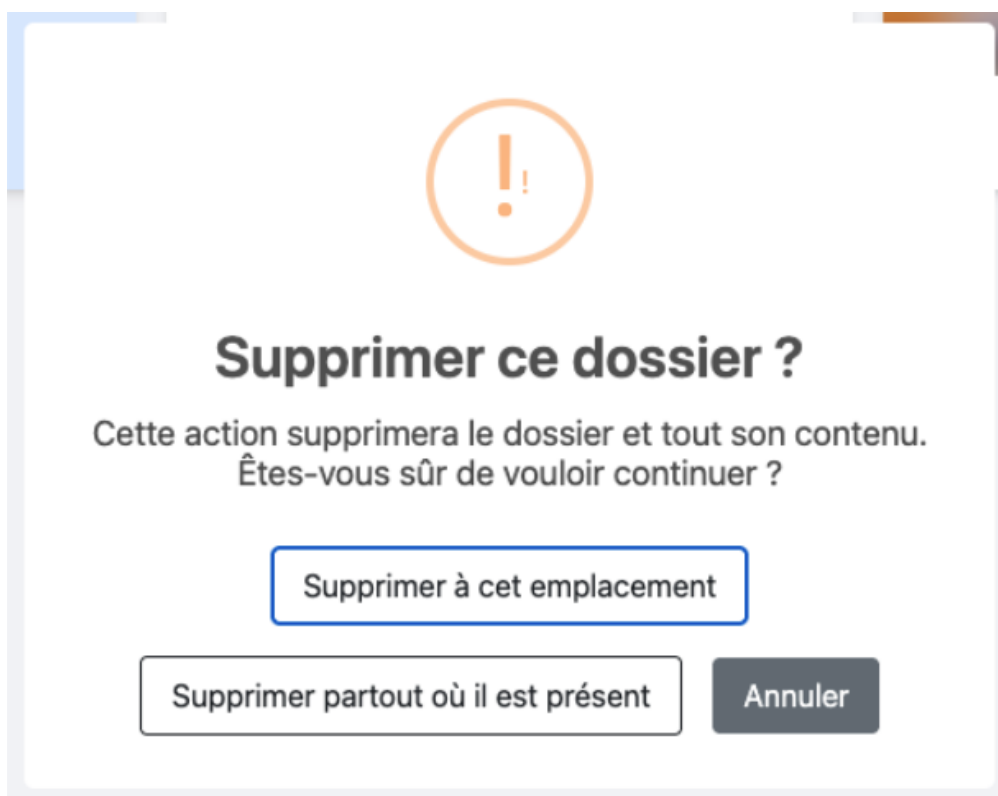 !
!
Supprimer ce dossier ?
Cette action supprimera le dossier et tout son contenu.
Êtes-vous sûr de vouloir continuer ?
Supprimer à cet emplacement
Supprimer partout où il est présent
Annuler